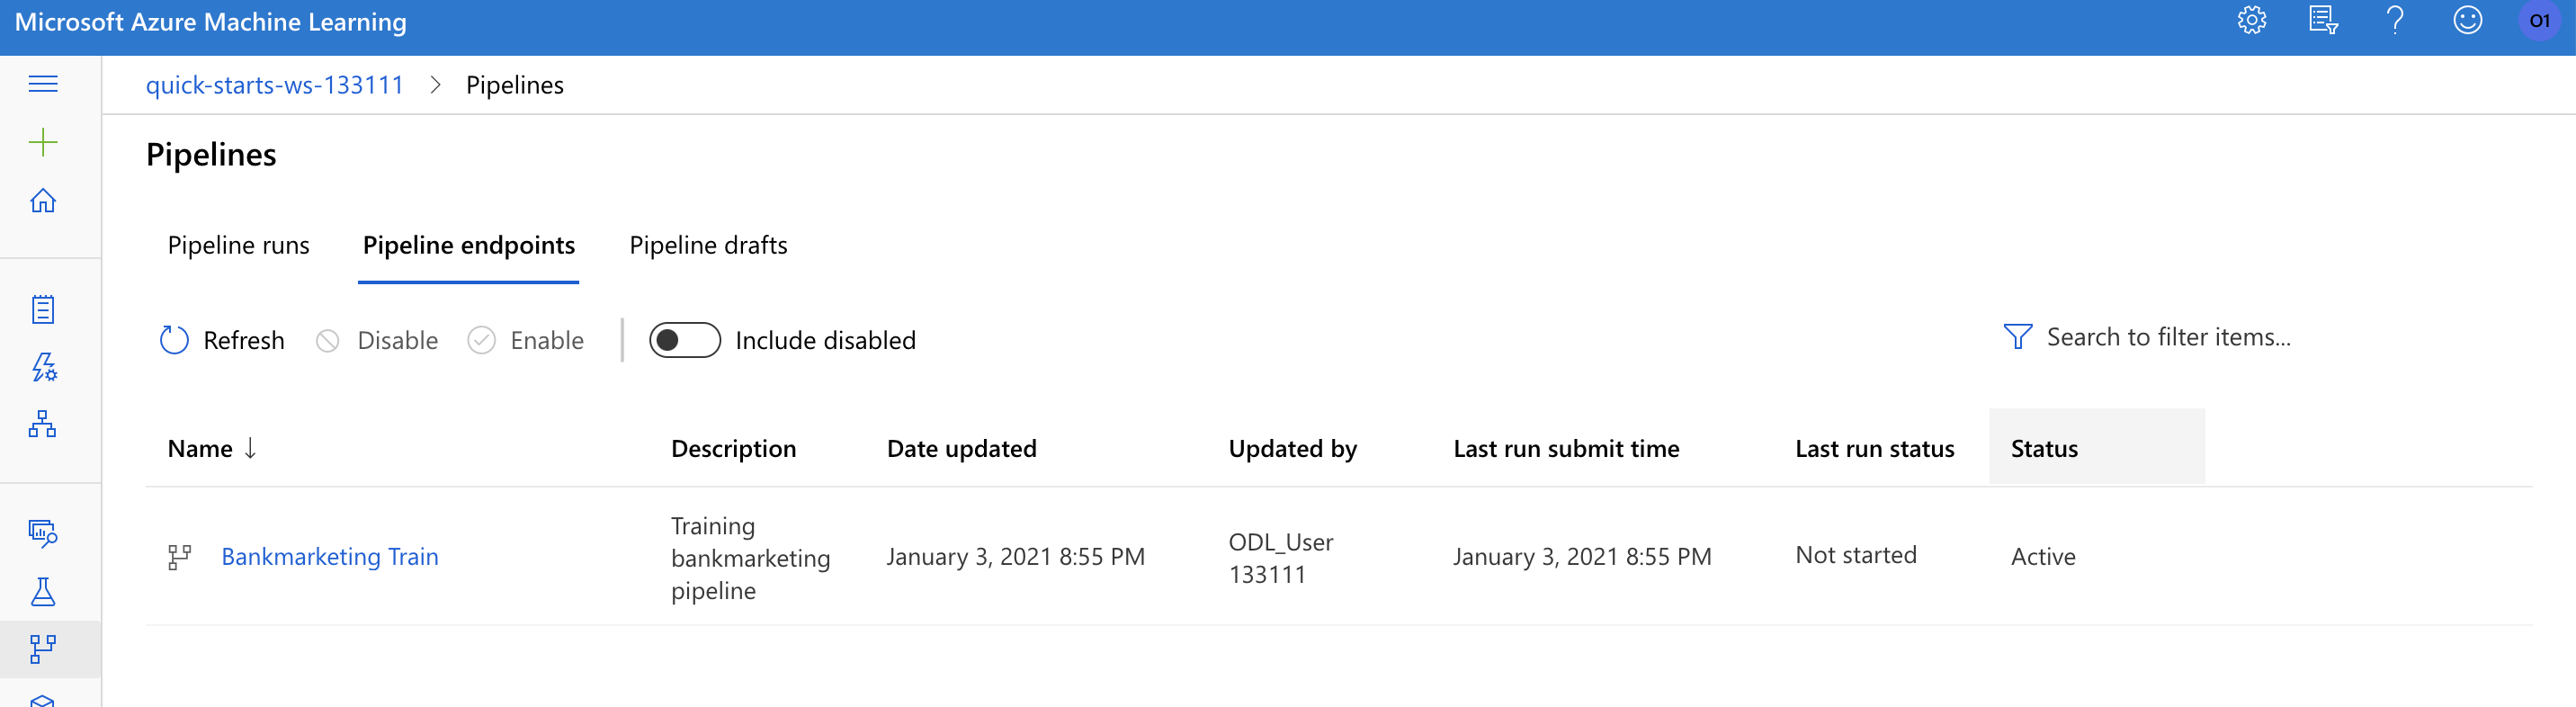 Microsoft Azure Machine Learning
O1
quick-starts-ws-133111 > Pipelines
Pipelines
Pipeline runs
Pipeline endpoints
Pipeline drafts
Refresh
Disable
Enable
Include disabled
Search to filter items...
Name ↓
Description
Date updated
Updated by
Last run submit time
Last run status
Status
Bankmarketing Train
Training
bankmarketing
pipeline
January 3, 2021 8:55 PM
ODL_User
133111
January 3, 2021 8:55 PM
Not started
Active